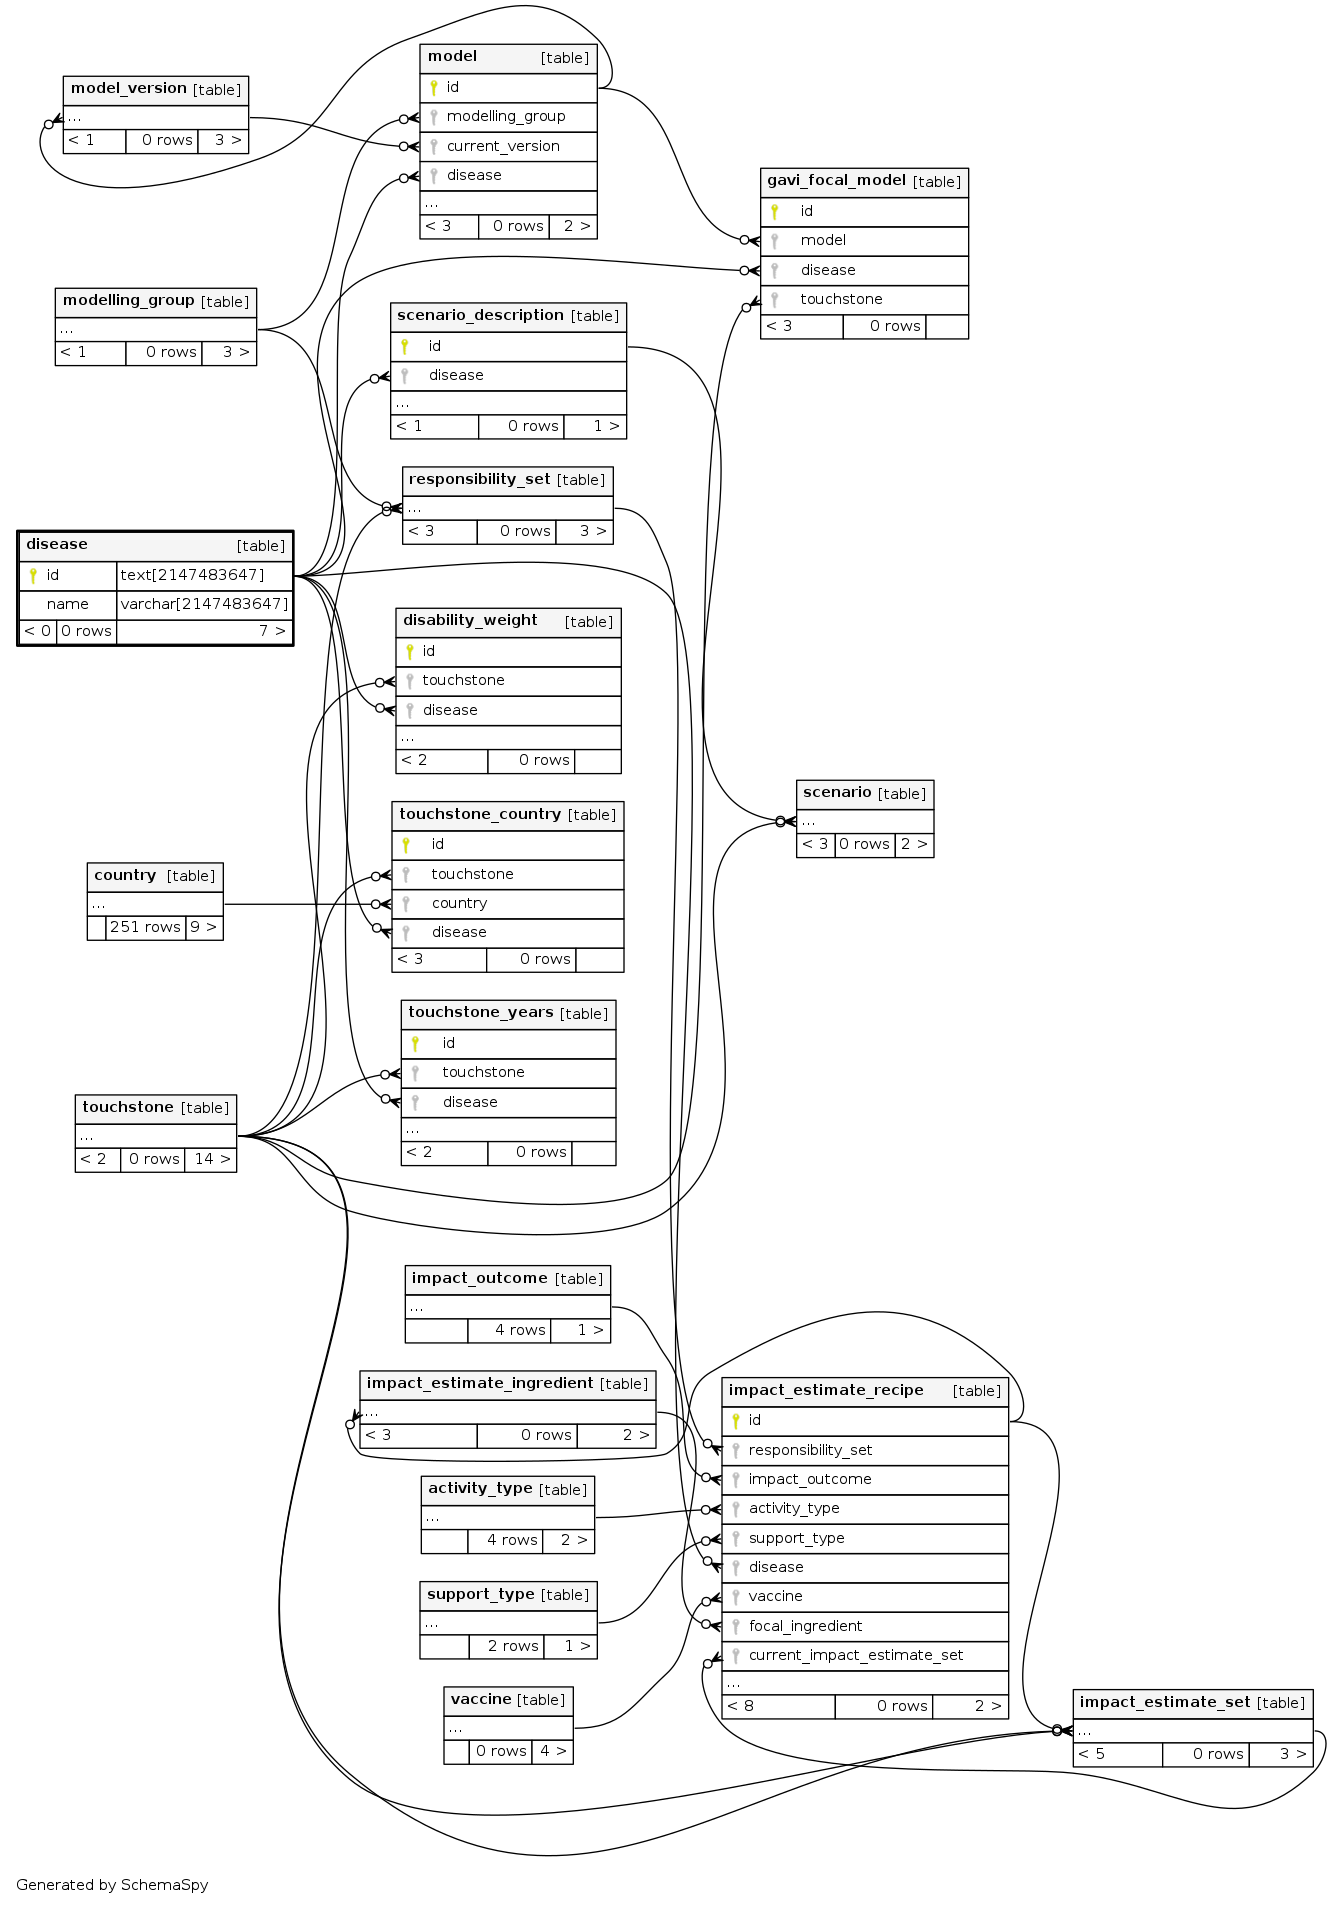 model [table]
id
modelling_group
current_version
disease
...
< 3 0 rows 2 >
model_version [table]
...
< 1 0 rows 3 >
gavi_focal_model [table]
id
model
disease
touchstone
< 3 0 rows
modelling_group [table]
...
< 1 0 rows 3 >
scenario_description [table]
id
disease
...
< 1 0 rows 1 >
responsibility_set [table]
...
< 3 0 rows 3 >
disease [table]
id text[2147483647]
name varchar[2147483647]
< 0 0 rows 7 >
disability_weight [table]
id
touchstone
disease
...
< 2 0 rows
scenario [table]
...
< 3 0 rows 2 >
touchstone_country [table]
id
touchstone
country
disease
< 3 0 rows
country [table]
...
251 rows 9 >
touchstone_years [table]
id
touchstone
disease
...
< 2 0 rows
touchstone [table]
...
< 2 0 rows 14 >
impact_outcome [table]
...
4 rows 1 >
impact_estimate_ingredient [table]
...
< 3 0 rows 2 >
impact_estimate_recipe [table]
id
responsibility_set
impact_outcome
activity_type
support_type
disease
vaccine
focal_ingredient
current_impact_estimate_set
...
< 8 0 rows 2 >
activity_type [table]
...
4 rows 2 >
support_type [table]
...
2 rows 1 >
vaccine [table]
...
0 rows 4 >
impact_estimate_set [table]
...
< 5 0 rows 3 >
Generated by SchemaSpy